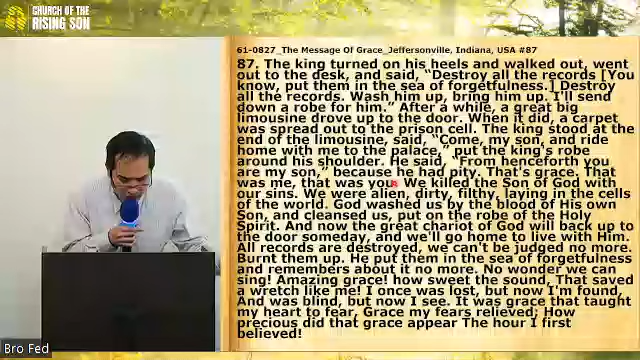 CHURCH OF THE
RISING SON
61-0827_The Message Of Grace_Jeffersonville, Indiana, USA #87
87. The king turned on his heels and walked out, went
out to the desk, and said, “Destroy all the records [You
know, put them in the sea of forgetfulness.] Destroy
all the records. Wash him up, bring him up. I'll send
down a robe for him.” After a while, a great big
limousine drove up to the door. When it did, a carpet
was spread out to the prison cell. The king stood at the
end of the limousine, said, “Come, my son, and ride
home with me to the palace,” put the king's robe
around his shoulder. He said, “From henceforth you
are my son,” because he had pity. That's grace. That
was me, that was you. We killed the Son of God with
our sins. We were alien, dirty, filthy, laying in the cells
of the world. God washed us by the blood of His own
Son, and cleansed us, put on the robe of the Holy
Spirit. And now the great chariot of God will back up to
the door someday, and we'll go home to live with Him.
All records are destroyed, we can't be judged no more.
Burnt them up. He put them in the sea of forgetfulness
and remembers about it no more. No wonder we can
sing! Amazing grace! how sweet the sound, That saved
a wretch like me! I once was lost, but now I'm found,
And was blind, but now I see. It was grace that taught
my heart to fear, Grace my fears relieved; How
precious did that grace appear The hour I first
believed!
Bro Fed